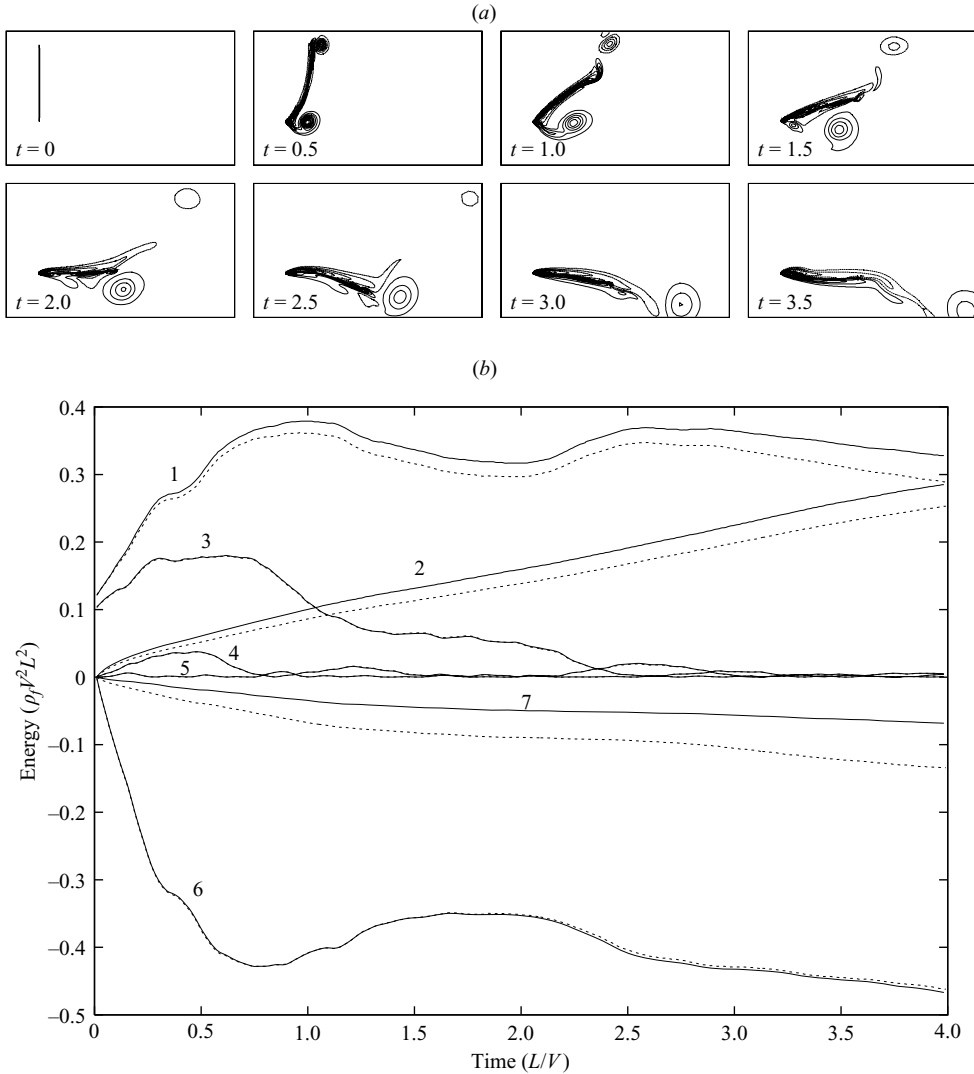 (a)
t = 0
t = 0.5
t = 1.0
t = 1.5
t = 2.0
t = 2.5
t = 3.0
t = 3.5
(b)
0.4
0.3
0.2
0.1
0
–0.1
–0.2
–0.3
–0.4
–0.5
Energy (ρfV²L²)
1
3
2
4
5
7
6
0
0.5
1.0
1.5
2.0
2.5
3.0
3.5
4.0
Time (L/V)